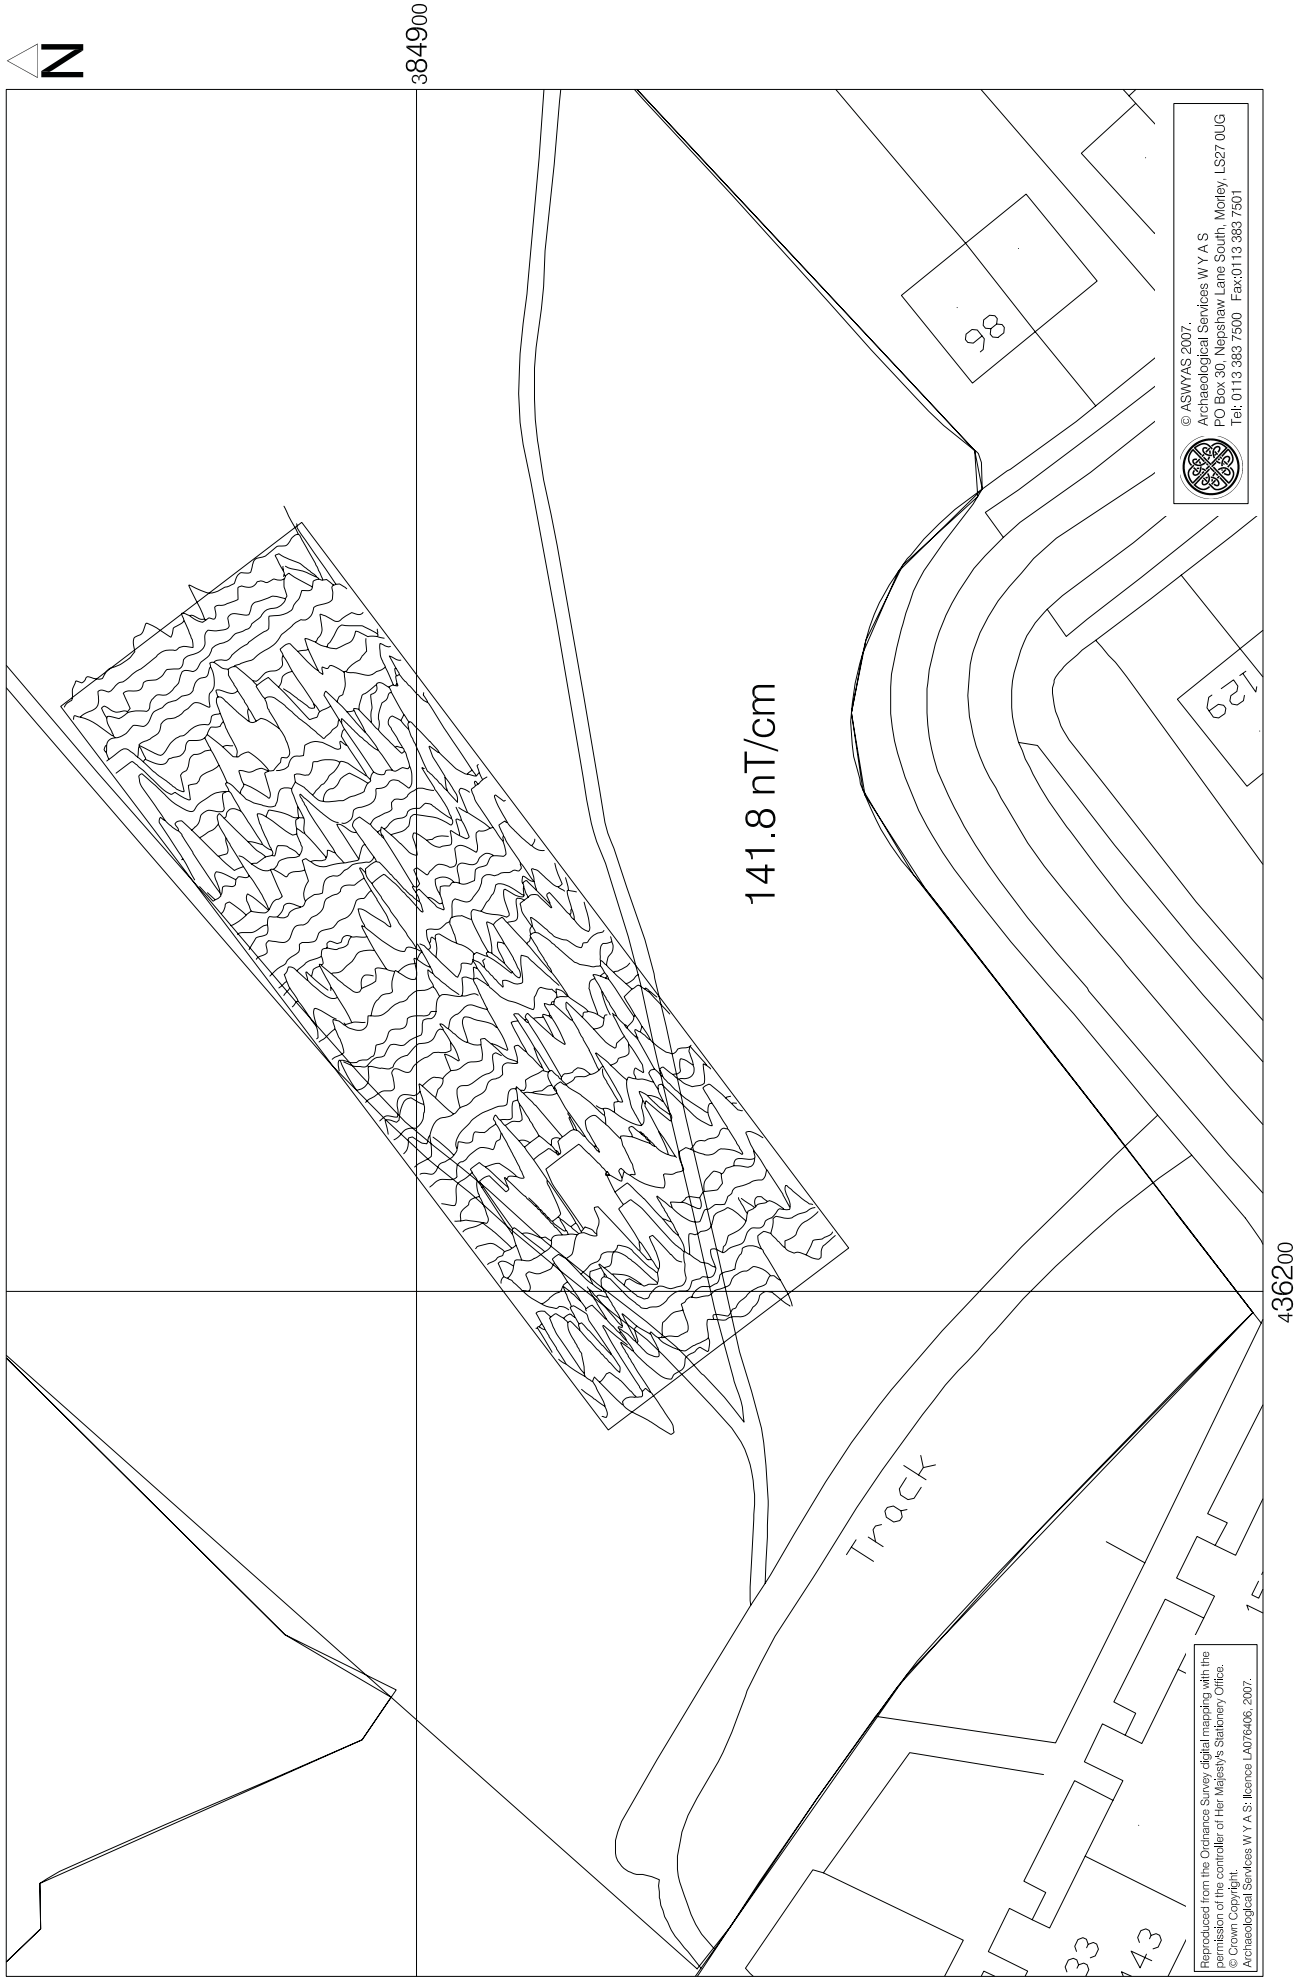 N
384900
436200
141.8 nT/cm
98
129
Track
33
143
© ASWYAS 2007.
Archaeological Services W Y A S
PO Box 30, Nepshaw Lane South, Morley, LS27 0UG
Tel: 0113 383 7500 Fax:0113 383 7501
Reproduced from the Ordnance Survey digital mapping with the
permission of the controller of Her Majesty's Stationery Office.
© Crown Copyright.
Archaeological Services W Y A S: licence LA076406, 2007.